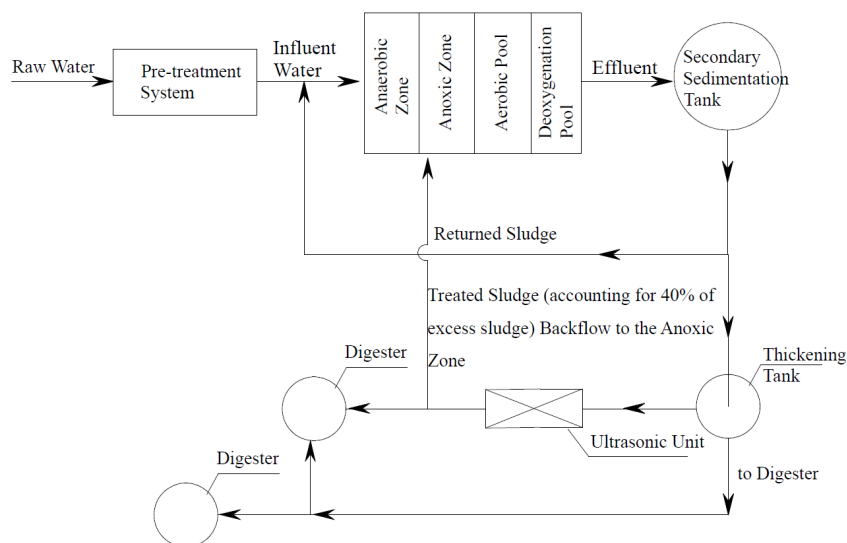 Raw Water
Pre-treatment
System
Influent
Water
Anaerobic
Zone
Anoxic Zone
Aerobic Pool
Deoxygenation
Pool
Effluent
Secondary
Sedimentation
Tank
Returned Sludge
Treated Sludge (accounting for 40% of
excess sludge) Backflow to the Anoxic
Zone
Digester
Thickening
Tank
Ultrasonic Unit
Digester
to Digester